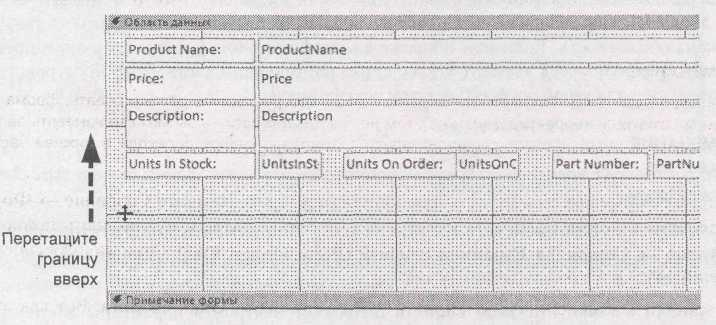 Область данных
Product Name: ProductName
Price: Price
Description: Description
Units In Stock: UnitsInSt Units On Order: UnitsOnC Part Number: PartNu
Перетащите
границу
вверх
Примечание формы